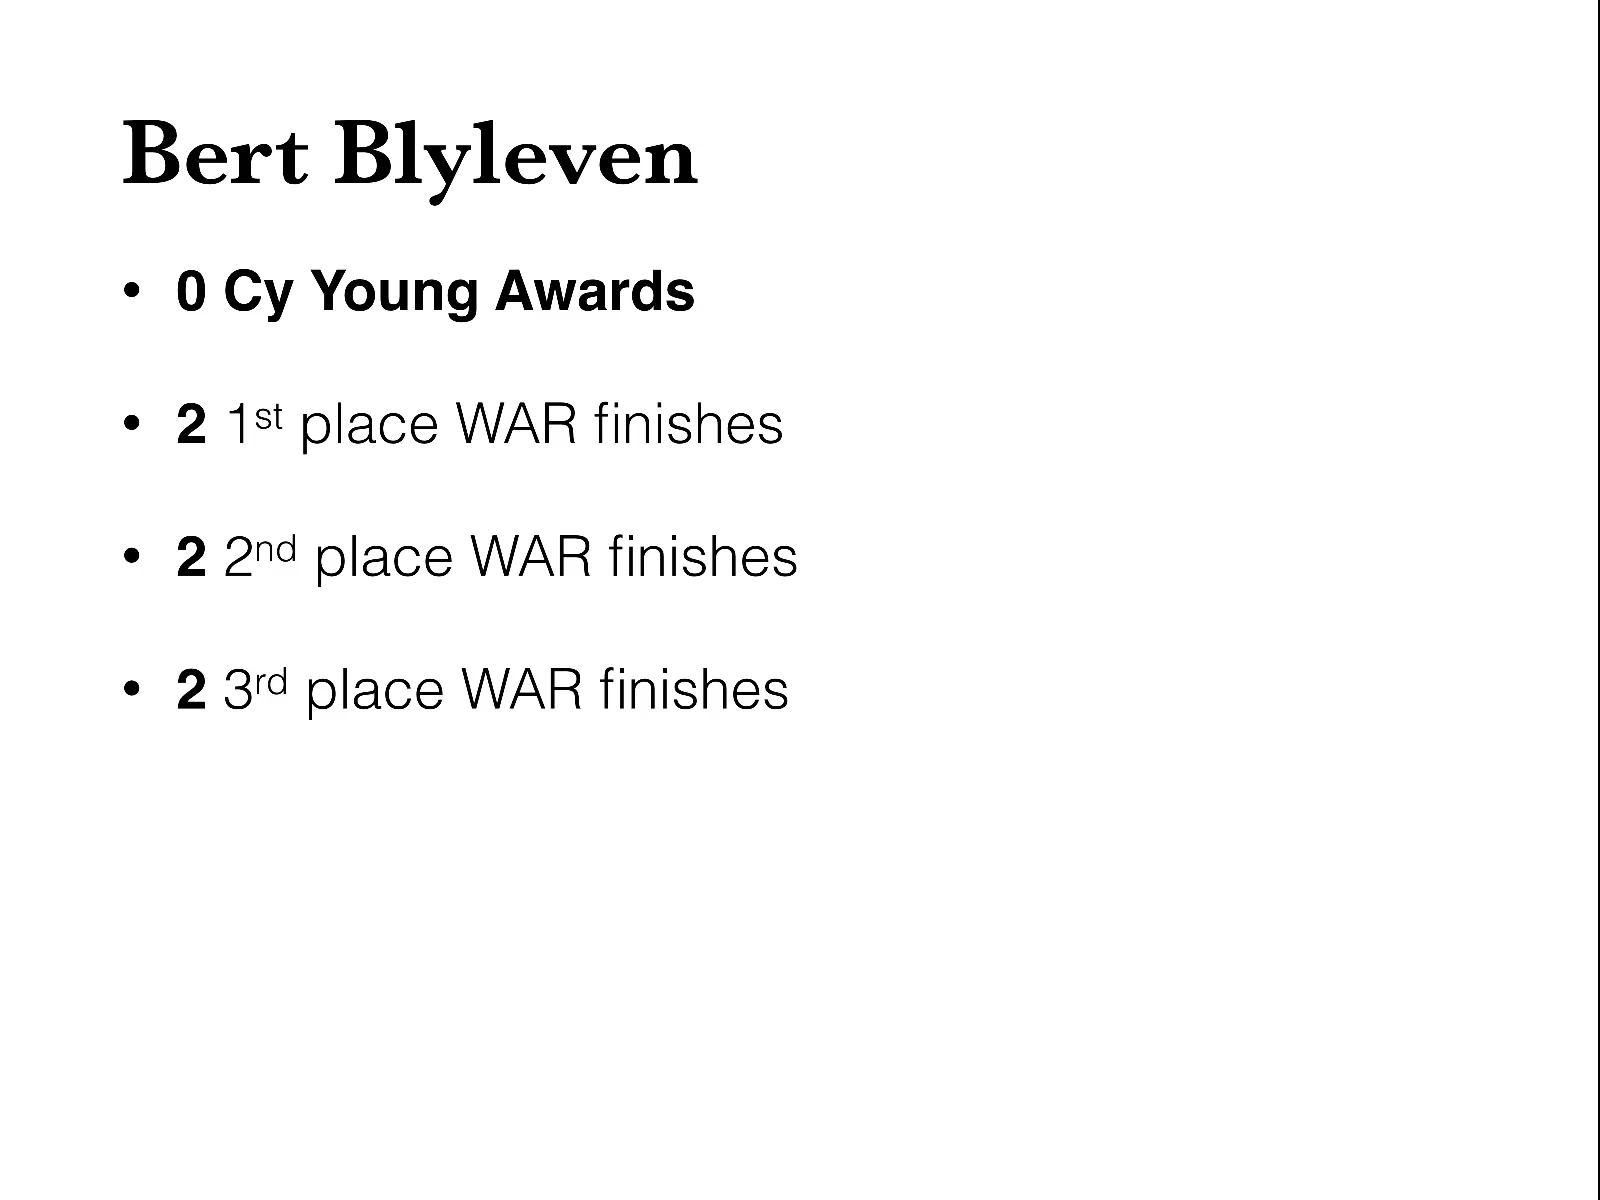 Bert Blyleven
• 0 Cy Young Awards
• 2 1st place WAR finishes
• 2 2nd place WAR finishes
• 2 3rd place WAR finishes